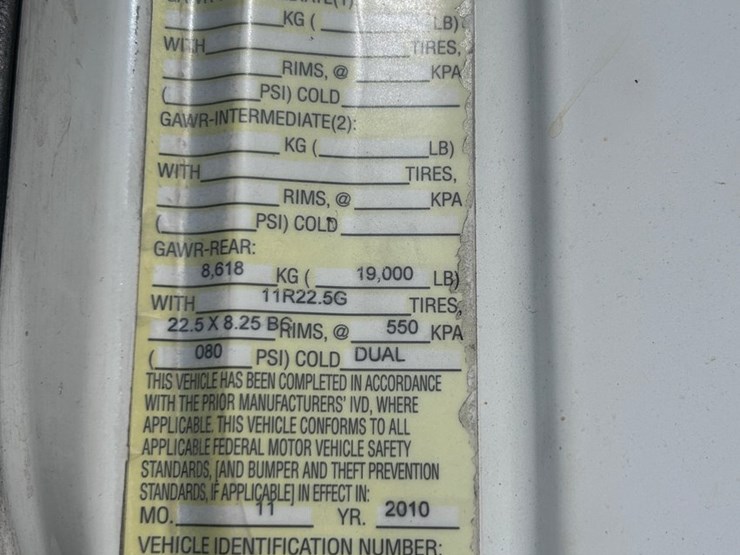 KG ( LB)
WITH TIRES,
RIMS, @ KPA
( PSI) COLD
GAWR-INTERMEDIATE(2):
KG ( LB)
WITH TIRES,
RIMS, @ KPA
( PSI) COLD
GAWR-REAR:
8,618 KG ( 19,000 LB)
WITH 11R22.5G TIRES,
22.5 X 8.25 BG RIMS, @ 550 KPA
( 080 PSI) COLD DUAL
THIS VEHICLE HAS BEEN COMPLETED IN ACCORDANCE
WITH THE PRIOR MANUFACTURERS' IVD, WHERE
APPLICABLE. THIS VEHICLE CONFORMS TO ALL
APPLICABLE FEDERAL MOTOR VEHICLE SAFETY
STANDARDS, [AND BUMPER AND THEFT PREVENTION
STANDARDS, IF APPLICABLE] IN EFFECT IN:
MO. 11 YR. 2010
VEHICLE IDENTIFICATION NUMBER: